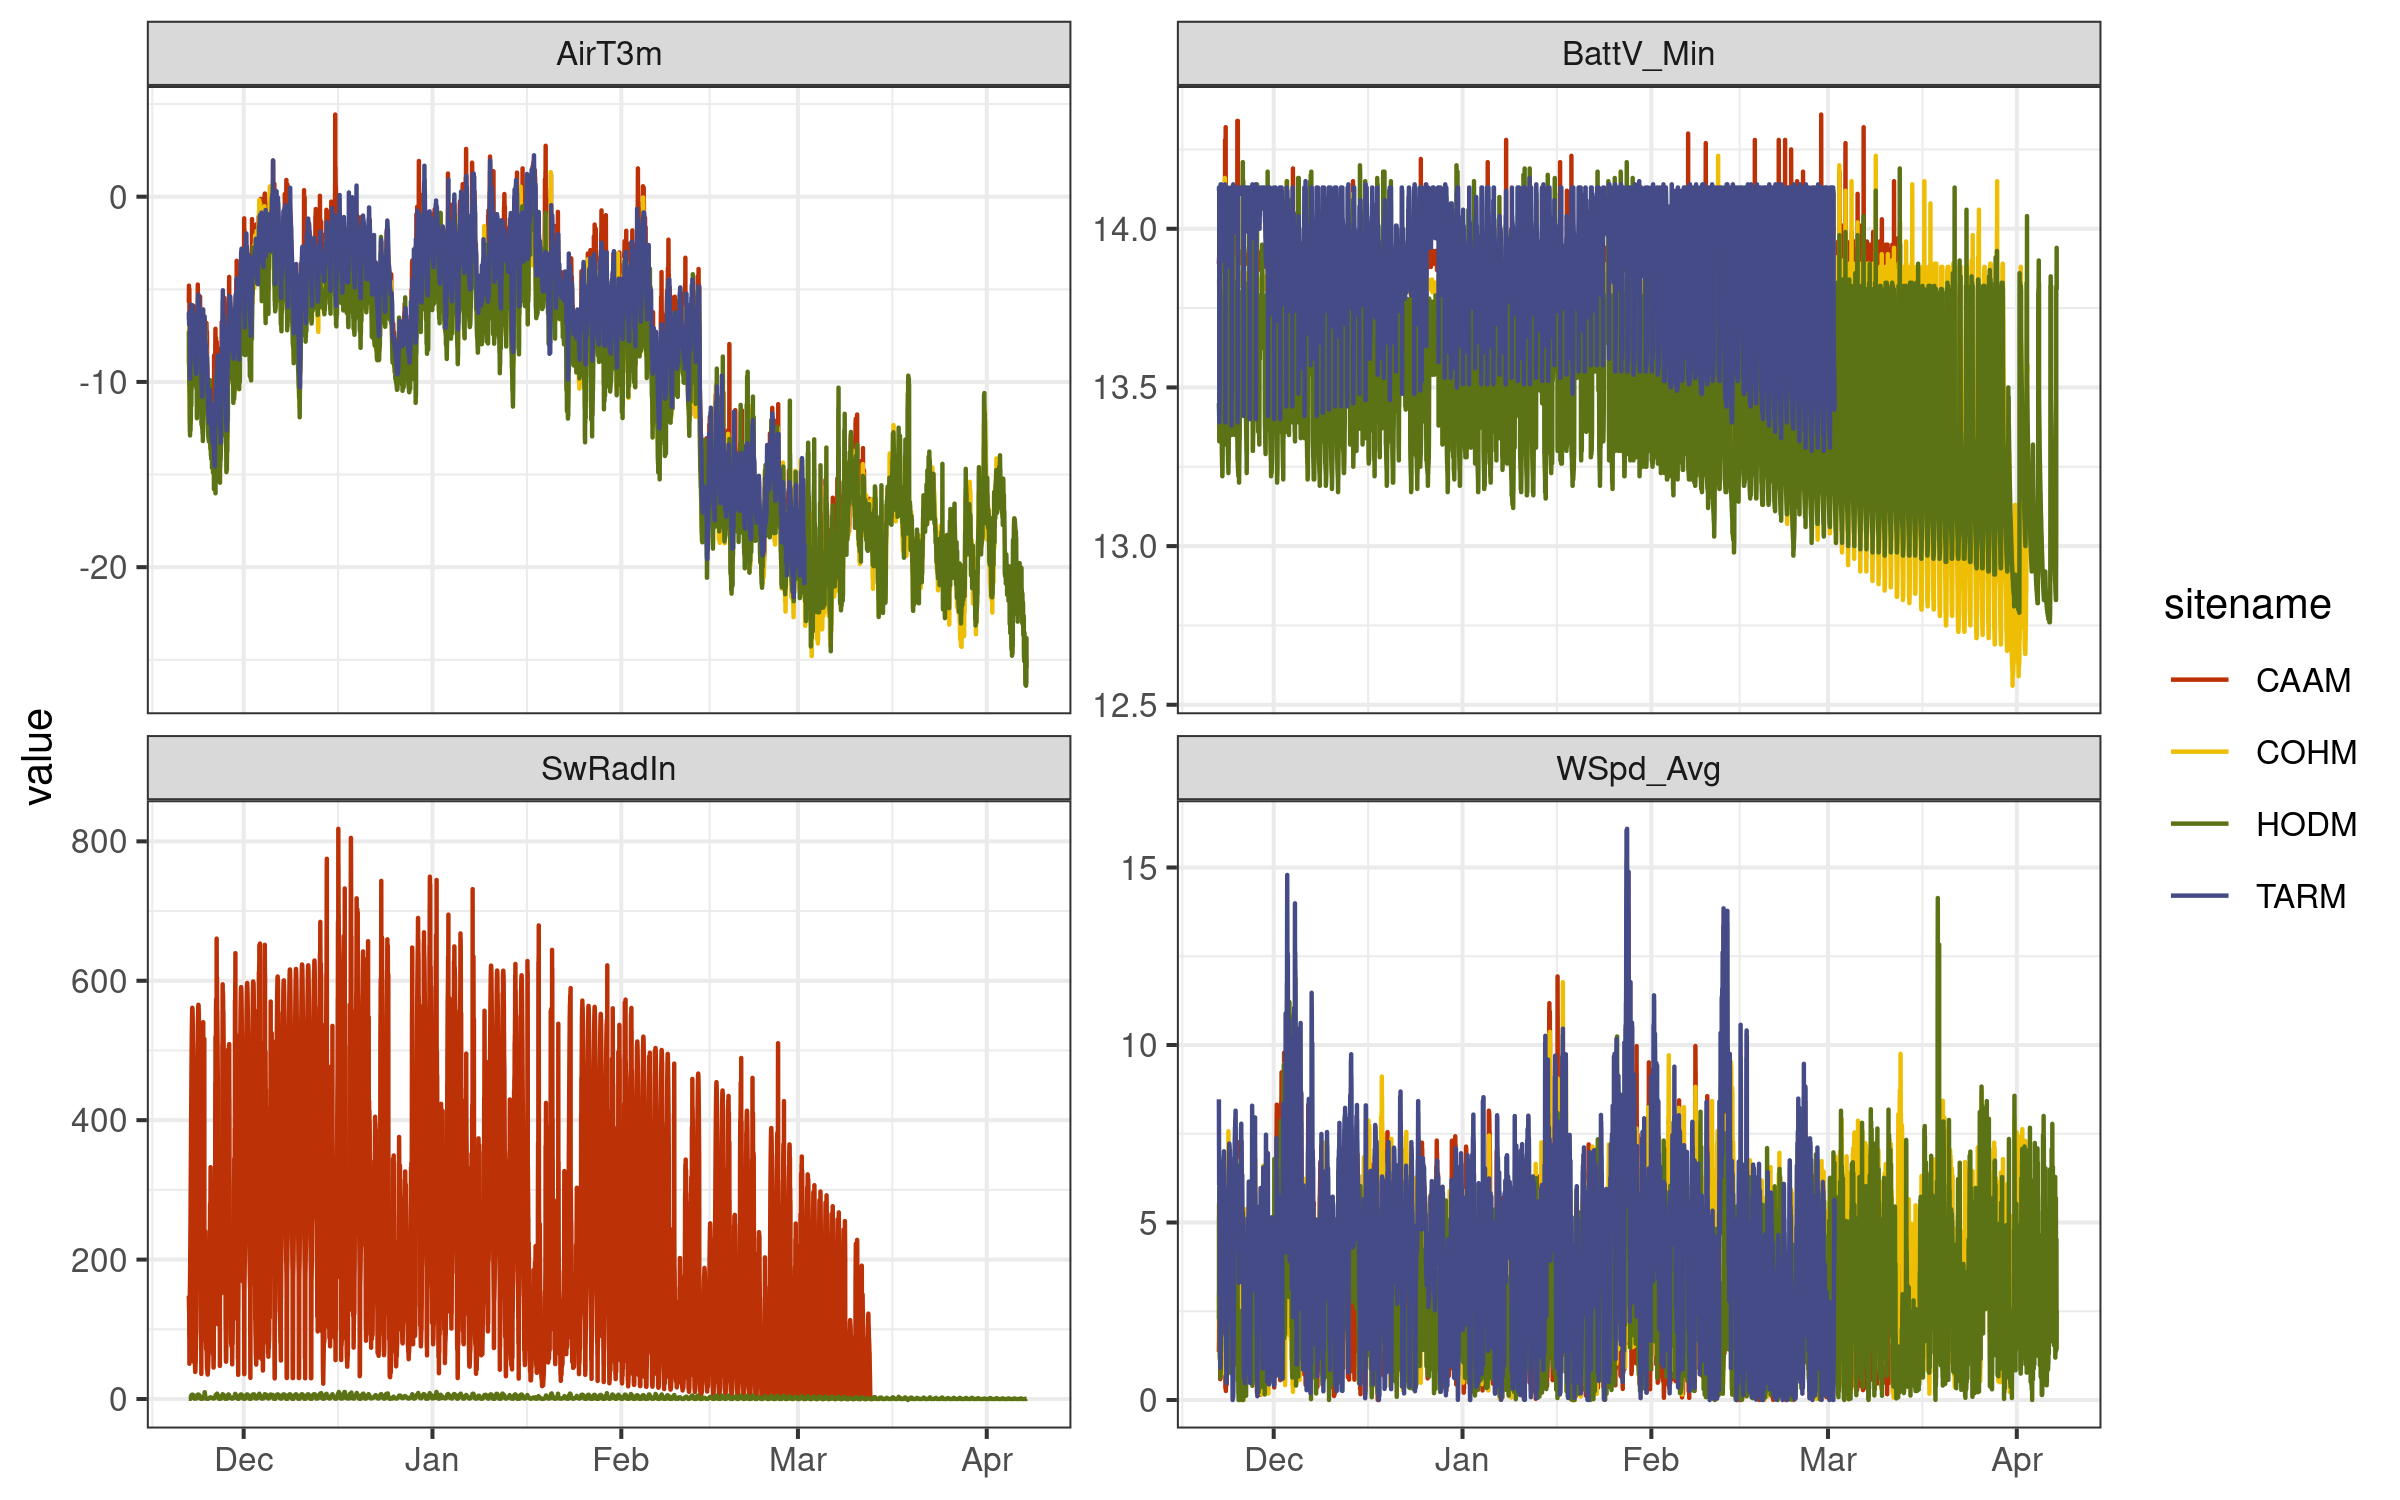 AirT3m
BattV_Min
0
-10
-20
14.0
13.5
13.0
12.5
value
SwRadIn
WSpd_Avg
800
600
400
200
0
15
10
5
0
Dec Jan Feb Mar Apr
Dec Jan Feb Mar Apr
sitename
CAAM
COHM
HODM
TARM